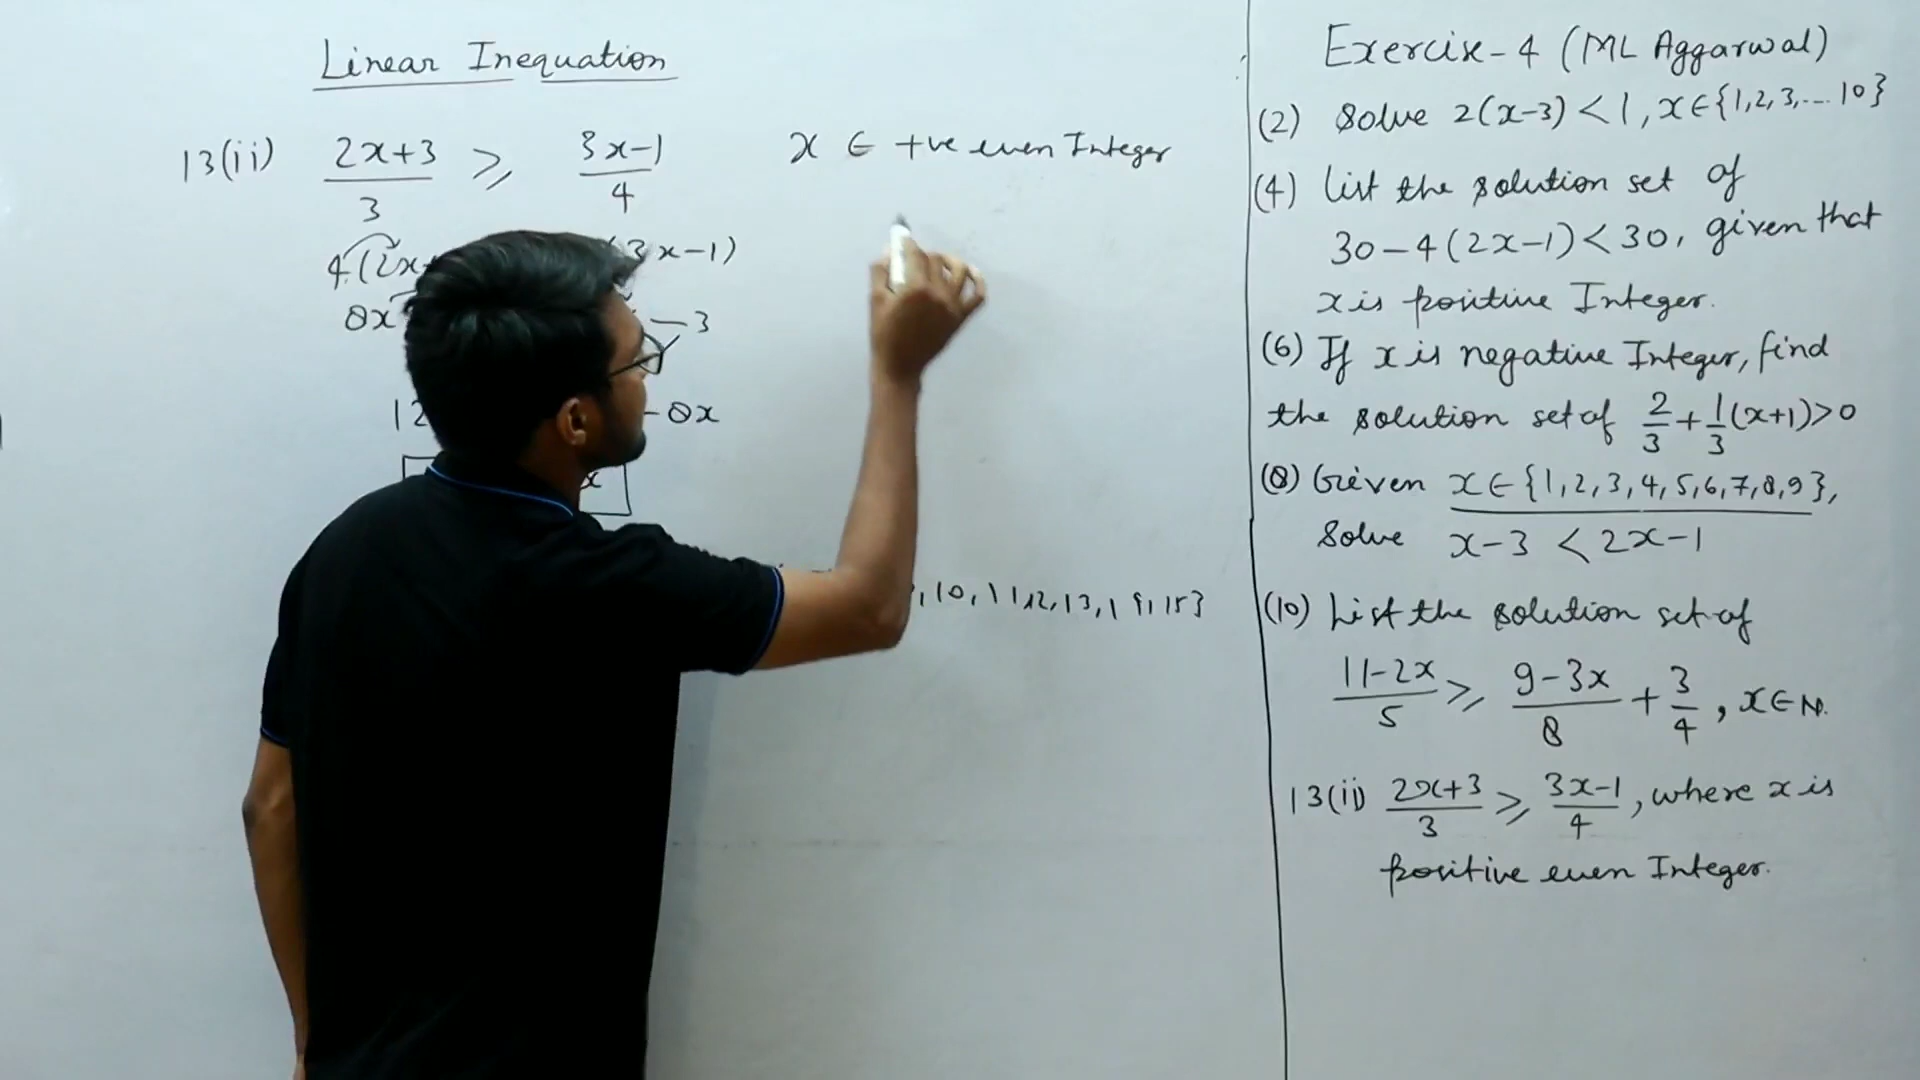 Linear Inequation
13(ii) 2x+3/3 ⩾ 3x-1/4 x ∈ +ve even Integer
4(2x (3x-1)
8x -3
12 -8x
x
, 10, 11, 12, 13, 14, 15}
Exercise-4 (ML Aggarwal)
(2) Solve 2(x-3) < 1, x∈{1,2,3,...10}
(4) List the solution set of
30-4(2x-1) < 30, given that
x is positive Integer.
(6) If x is negative Integer, find
the solution set of 2/3 + 1/3(x+1) > 0
(8) Given x ∈ {1,2,3,4,5,6,7,8,9},
Solve x-3 < 2x-1
(10) List the solution set of
11-2x/5 ⩾ 9-3x/8 + 3/4, x∈N.
13(ii) 2x+3/3 ⩾ 3x-1/4, where x is
positive even Integer.